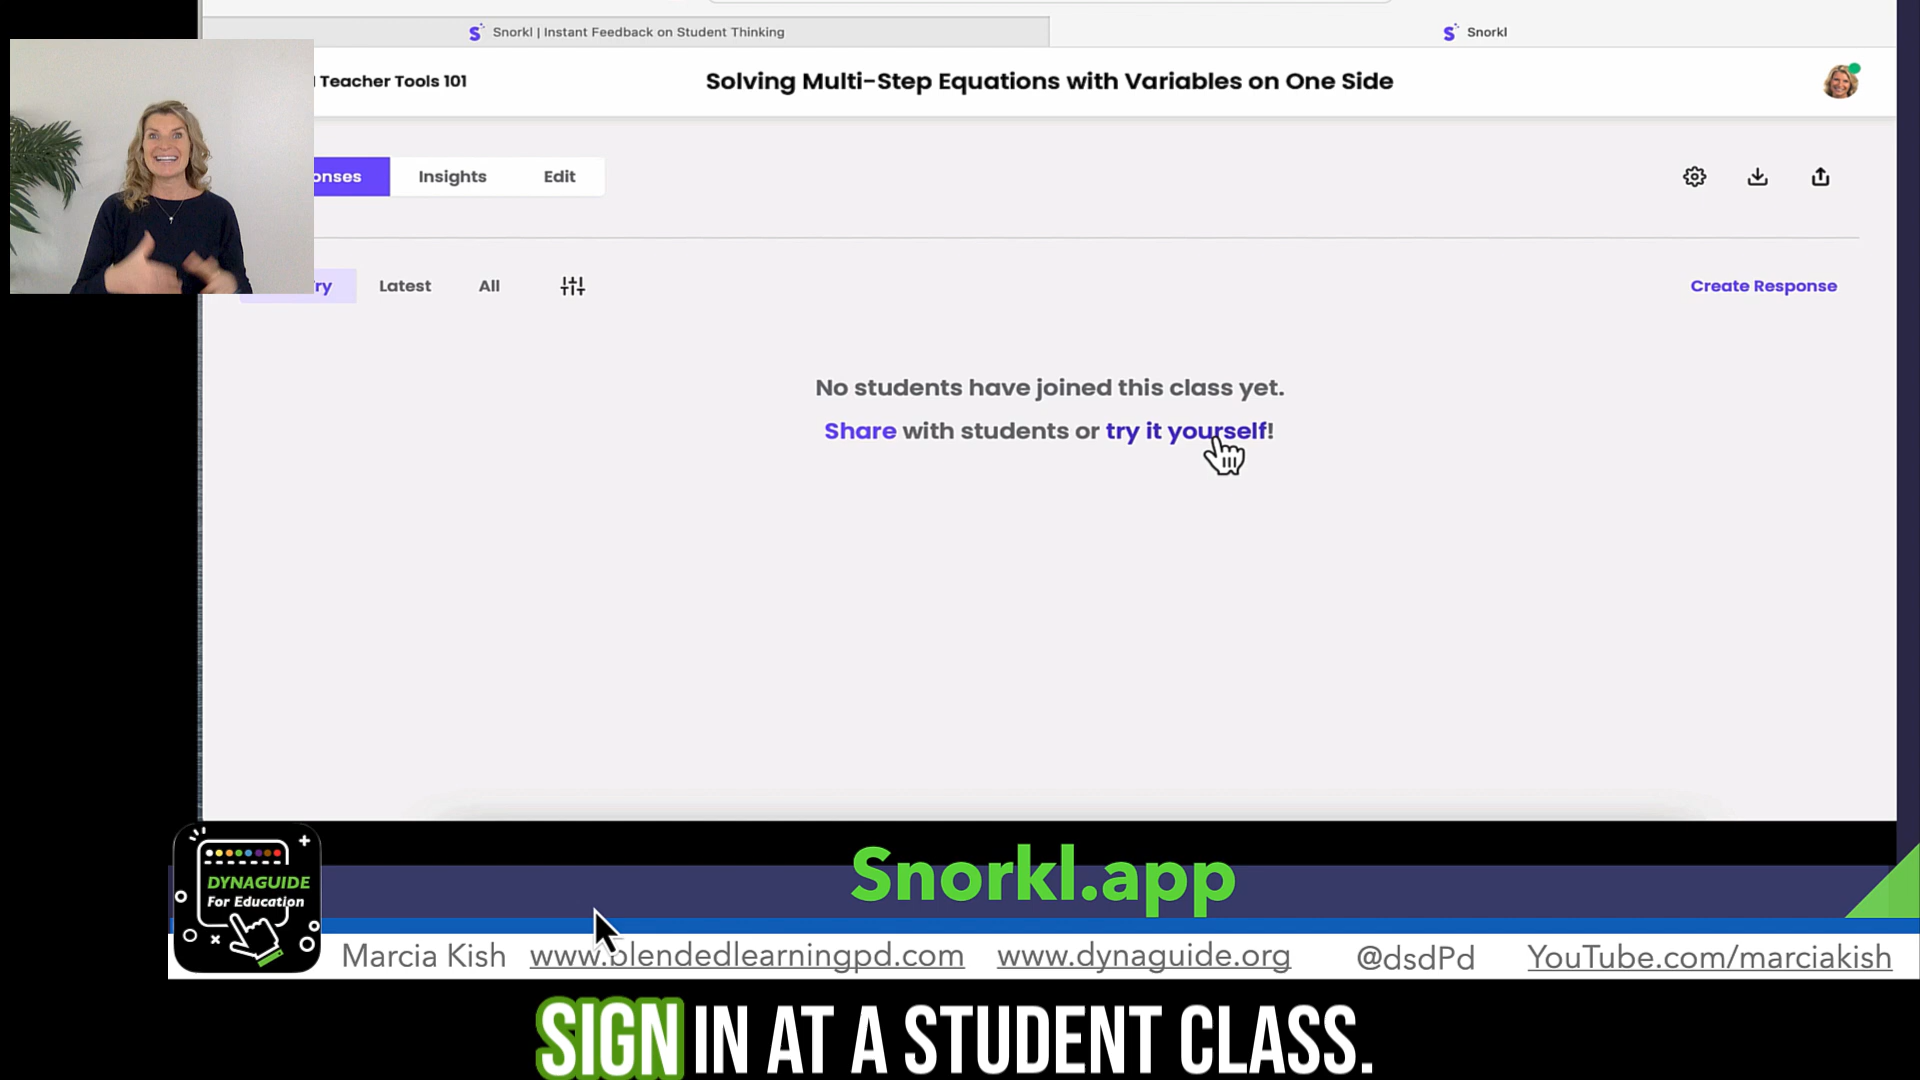 Snorkl | Instant Feedback on Student Thinking
Snorkl
Teacher Tools 101
Solving Multi-Step Equations with Variables on One Side
onses
Insights
Edit
ry
Latest
All
Create Response
No students have joined this class yet.
Share with students or try it yourself!
DYNAGUIDE
For Education
Snorkl.app
Marcia Kish
www.blendedlearningpd.com
www.dynaguide.org
@dsdPd
YouTube.com/marciakish
SIGN IN AT A STUDENT CLASS.